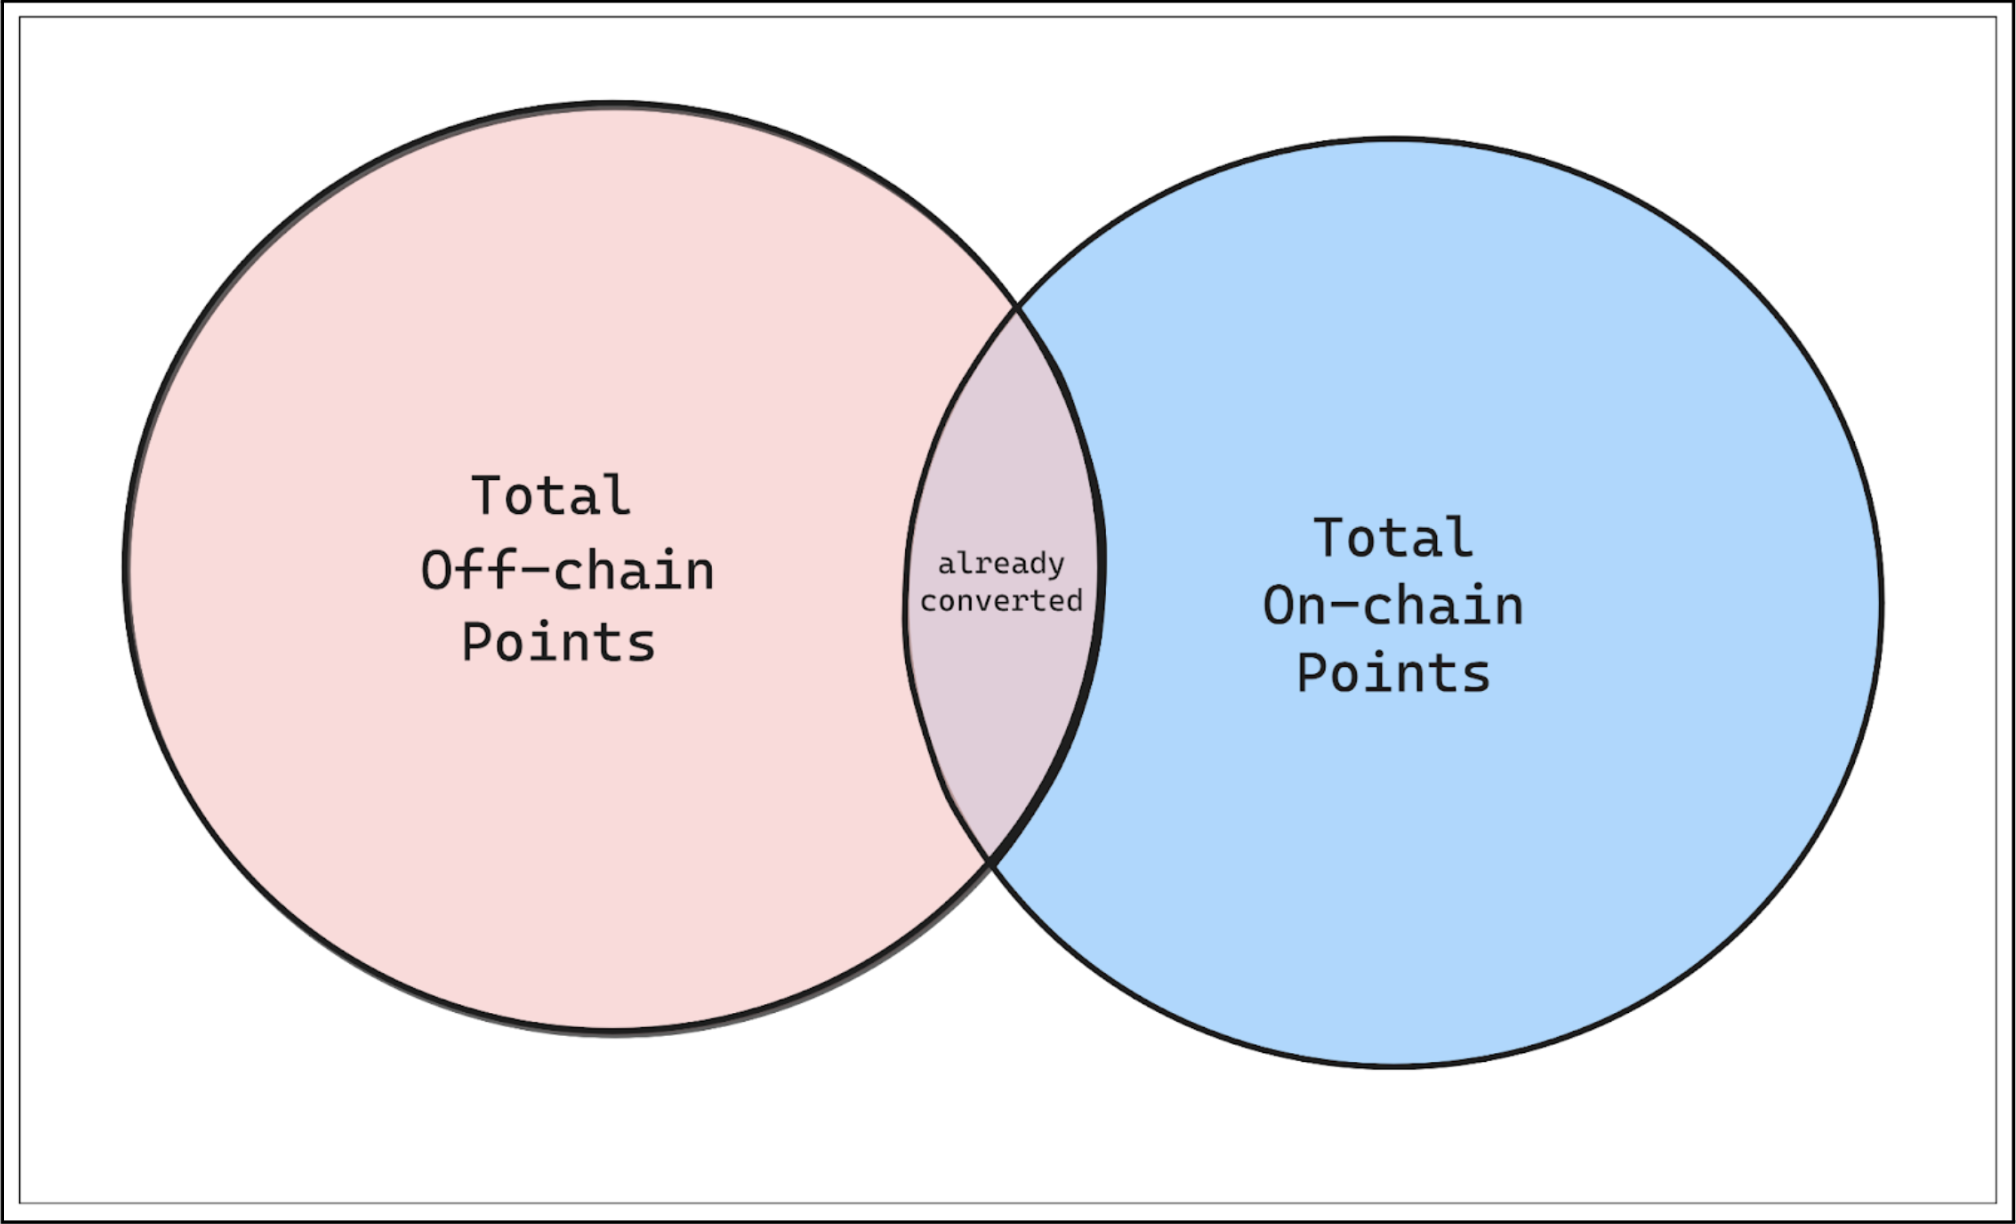 Total
Off-chain
Points
already
converted
Total
On-chain
Points